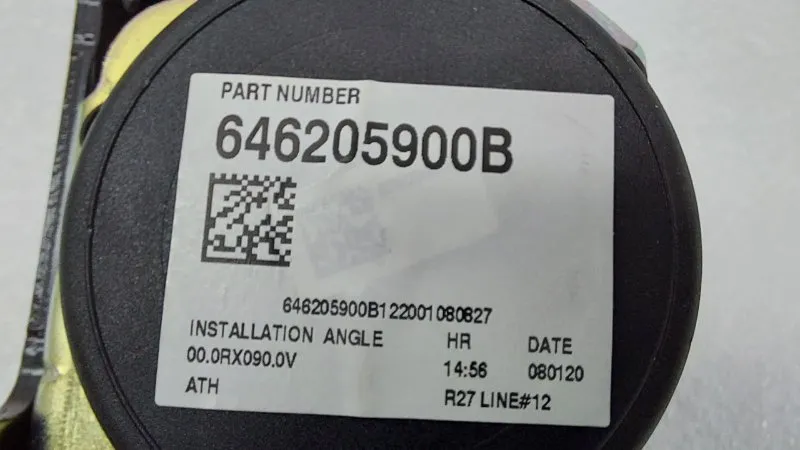 PART NUMBER
646205900B
646205900B122001080827
INSTALLATION ANGLE HR DATE
00.0RX090.0V 14:56 080120
ATH R27 LINE#12